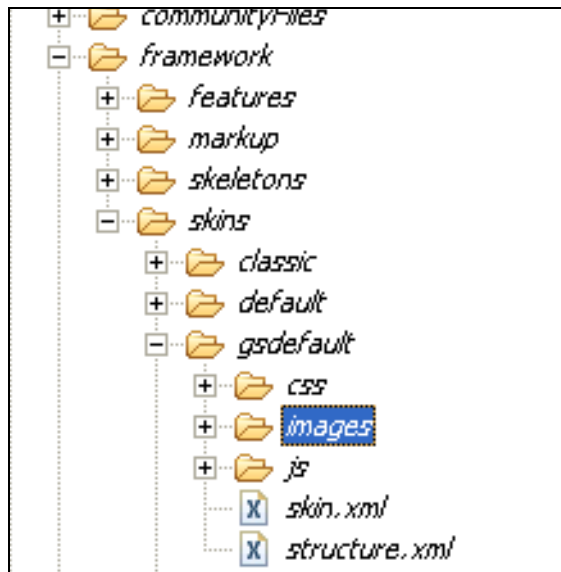 communityFiles
framework
features
markup
skeletons
skins
classic
default
gsdefault
css
images
js
skin.xml
structure.xml